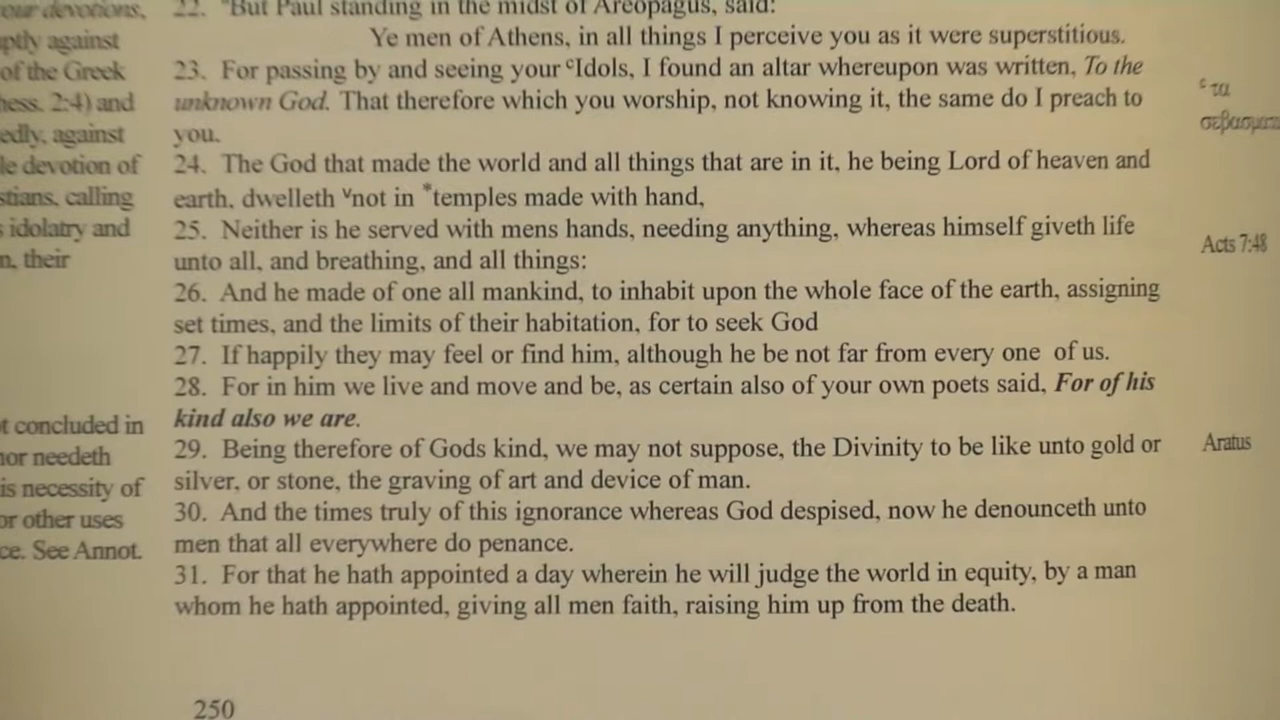 our devotions,
uptly against
of the Greek
hess. 2:4) and
edly, against
le devotion of
stians, calling
s idolatry and
n, their
t concluded in
nor needeth
is necessity of
or other uses
ce. See Annot.
22. "But Paul standing in the midst of Areopagus, said:
Ye men of Athens, in all things I perceive you as it were superstitious.
23. For passing by and seeing your ᶜIdols, I found an altar whereupon was written, To the
unknown God. That therefore which you worship, not knowing it, the same do I preach to
you.
24. The God that made the world and all things that are in it, he being Lord of heaven and
earth, dwelleth ᵛnot in *temples made with hand,
25. Neither is he served with mens hands, needing anything, whereas himself giveth life
unto all, and breathing, and all things:
26. And he made of one all mankind, to inhabit upon the whole face of the earth, assigning
set times, and the limits of their habitation, for to seek God
27. If happily they may feel or find him, although he be not far from every one of us.
28. For in him we live and move and be, as certain also of your own poets said, For of his
kind also we are.
29. Being therefore of Gods kind, we may not suppose, the Divinity to be like unto gold or
silver, or stone, the graving of art and device of man.
30. And the times truly of this ignorance whereas God despised, now he denounceth unto
men that all everywhere do penance.
31. For that he hath appointed a day wherein he will judge the world in equity, by a man
whom he hath appointed, giving all men faith, raising him up from the death.
250
ᶜ τα
σεβασματα
Acts 7:48
Aratus